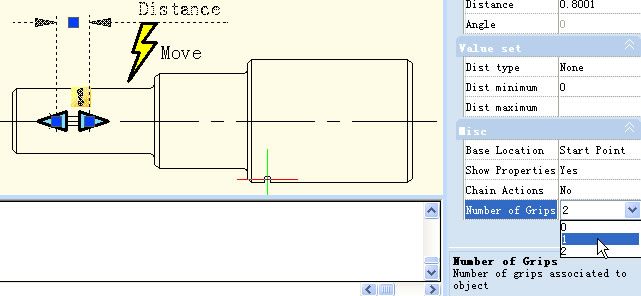 Distance
Move
Distance 0.8001
Angle 0
Value set
Dist type None
Dist minimum 0
Dist maximum
Misc
Base Location Start Point
Show Properties Yes
Chain Actions No
Number of Grips 2
0
1
2
Number of Grips
Number of grips associated to
object